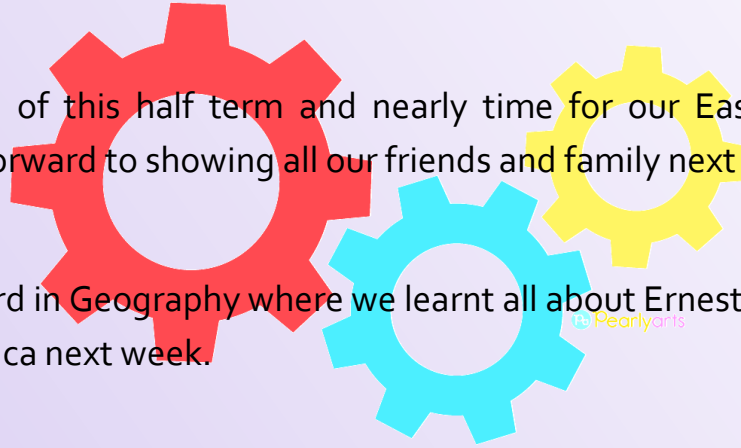 of this half term and nearly time for our Eas
orward to showing all our friends and family next
rd in Geography where we learnt all about Ernest
Pearlyarts
ca next week.